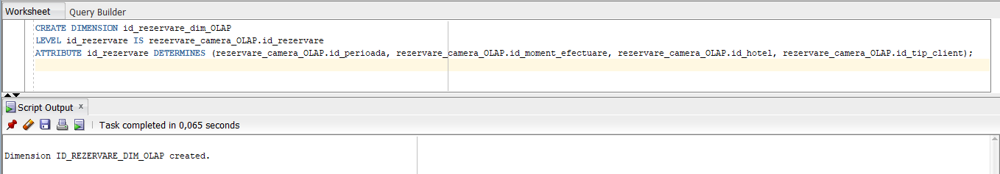 Worksheet Query Builder
CREATE DIMENSION id_rezervare_dim_OLAP
LEVEL id_rezervare IS rezervare_camera_OLAP.id_rezervare
ATTRIBUTE id_rezervare DETERMINES (rezervare_camera_OLAP.id_perioada, rezervare_camera_OLAP.id_moment_efectuare, rezervare_camera_OLAP.id_hotel, rezervare_camera_OLAP.id_tip_client);
Script Output x
Task completed in 0,065 seconds
Dimension ID_REZERVARE_DIM_OLAP created.